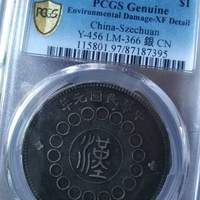 PCGS
PCGS Genuine
Environmental Damage-XF Detail
China-Szechuan
$1
Y-456 LM-366 銀 CN
115801.97/87187395
漢